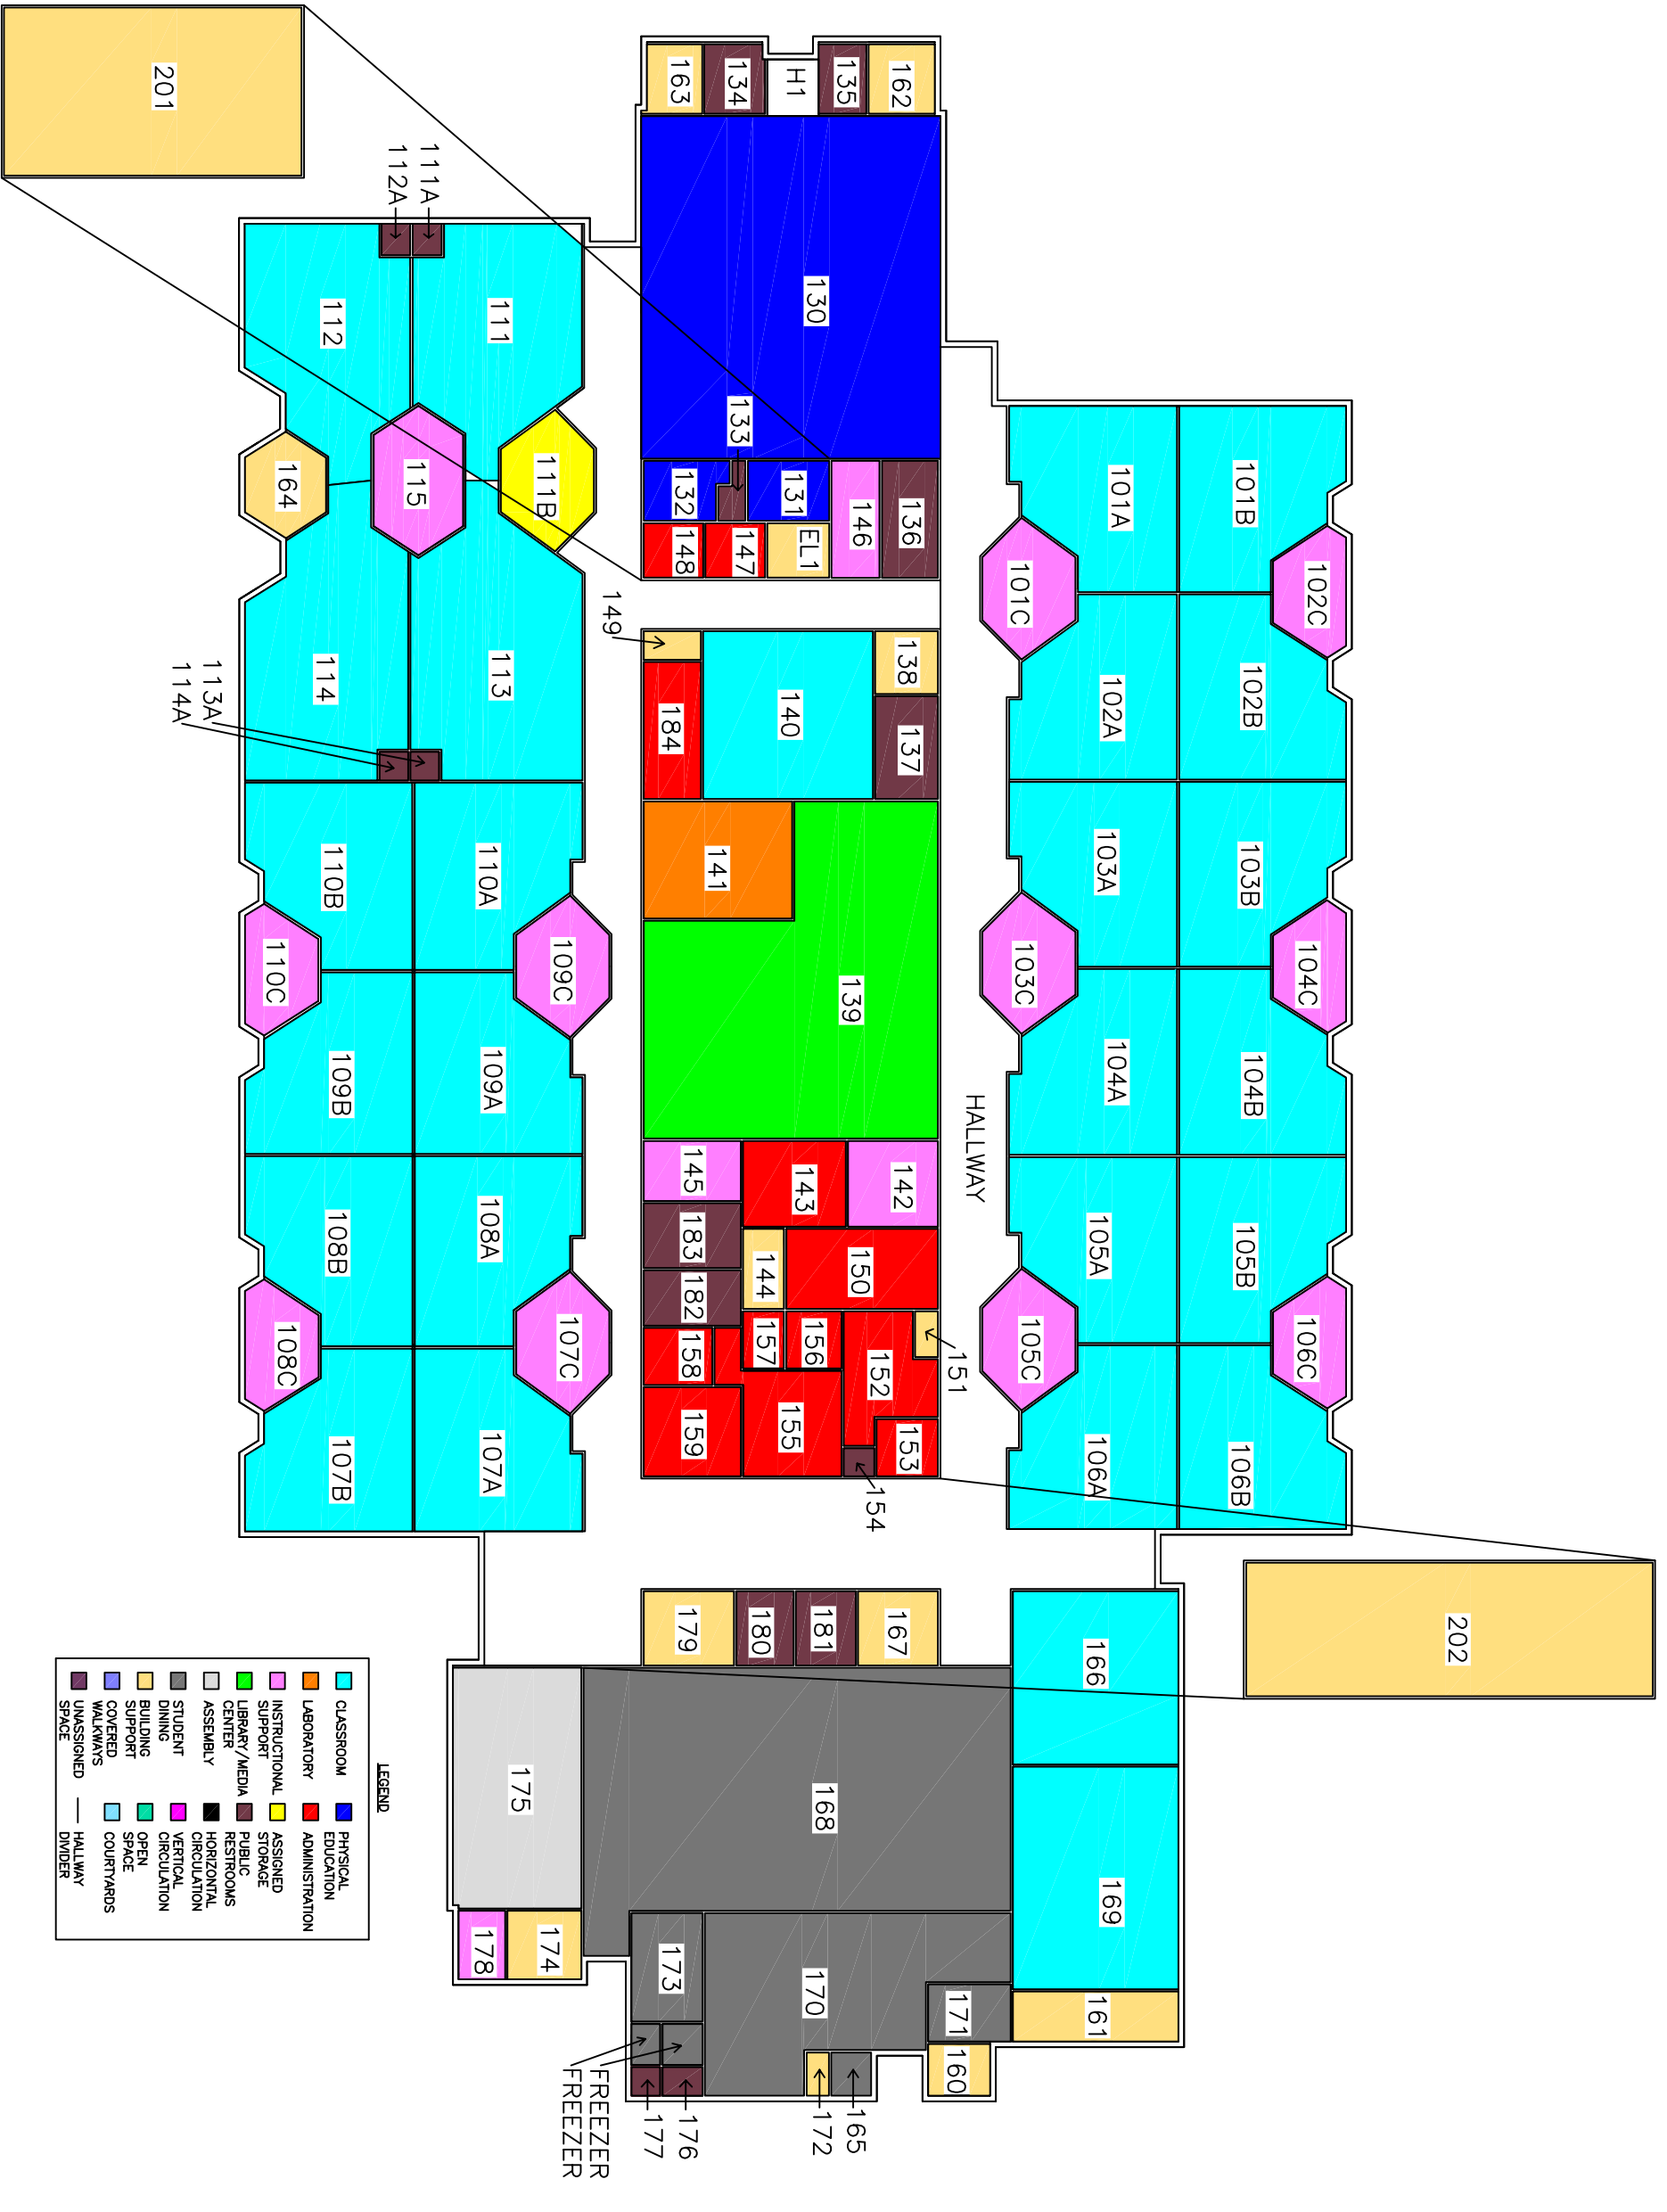 201
202
163
134
H1
135
162
130
133
132
131
146
136
148
147
EL1
149
138
140
137
184
141
139
HALLWAY
145
143
142
183
144
150
182
157
156
151
158
152
159
155
153
154
101A
101B
101C
102C
102A
102B
103A
103B
103C
104C
104A
104B
105A
105B
105C
106C
106A
106B
111A
112A
112
111
164
115
111B
114
113
113A
114A
110B
110A
110C
109C
109B
109A
108B
108A
108C
107C
107B
107A
179
180
181
167
166
175
168
169
178
174
173
170
171
161
160
FREEZER
FREEZER
177
176
172
165
LEGEND
CLASSROOM
LABORATORY
INSTRUCTIONAL
SUPPORT
LIBRARY/MEDIA
CENTER
ASSEMBLY
STUDENT
DINING
BUILDING
SUPPORT
COVERED
WALKWAYS
UNASSIGNED
SPACE
PHYSICAL
EDUCATION
ADMINISTRATION
ASSIGNED
STORAGE
PUBLIC
RESTROOMS
HORIZONTAL
CIRCULATION
VERTICAL
CIRCULATION
OPEN
SPACE
COURTYARDS
HALLWAY
DIVIDER